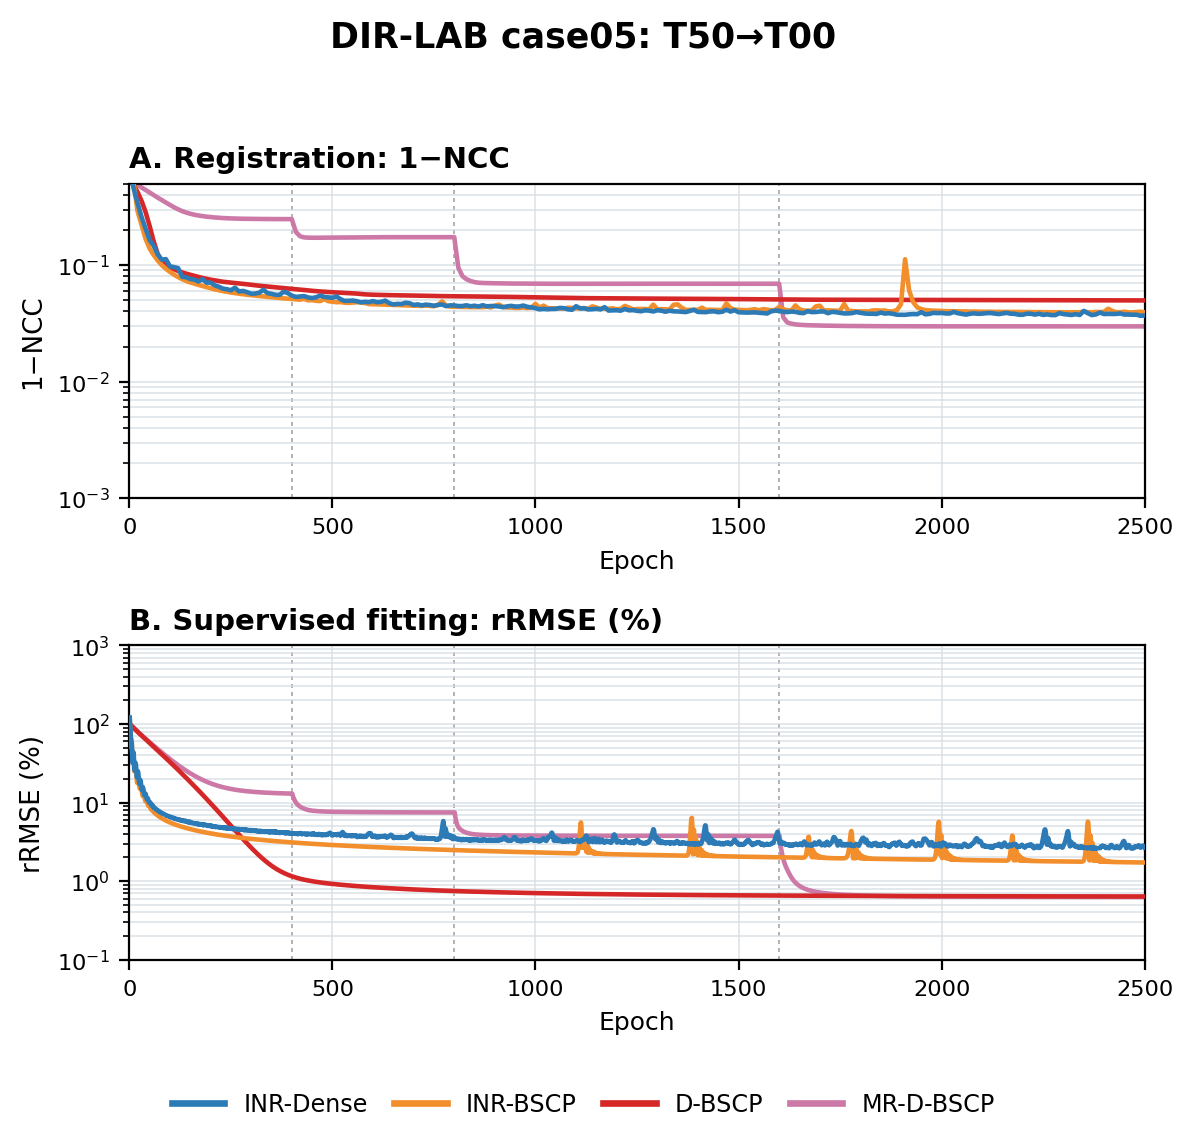 DIR-LAB case05: T50→T00
A. Registration: 1−NCC
1−NCC
10⁻¹
10⁻²
10⁻³
0 500 1000 1500 2000 2500
Epoch
B. Supervised fitting: rRMSE (%)
rRMSE (%)
10³
10²
10¹
10⁰
10⁻¹
0 500 1000 1500 2000 2500
Epoch
INR-Dense INR-BSCP D-BSCP MR-D-BSCP